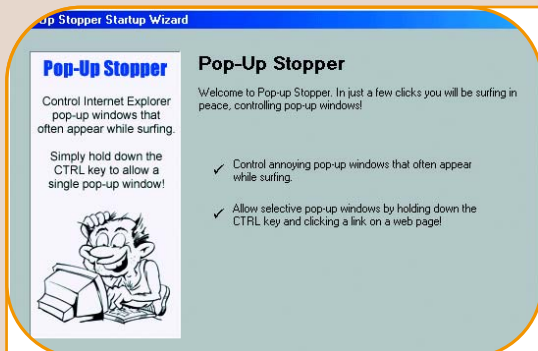 Up Stopper Startup Wizard
Pop-Up Stopper
Control Internet Explorer
pop-up windows that
often appear while surfing.
Simply hold down the
CTRL key to allow a
single pop-up window!
Pop-Up Stopper
Welcome to Pop-up Stopper. In just a few clicks you will be surfing in
peace, controlling pop-up windows!
Control annoying pop-up windows that often appear
while surfing.
Allow selective pop-up windows by holding down the
CTRL key and clicking a link on a web page!